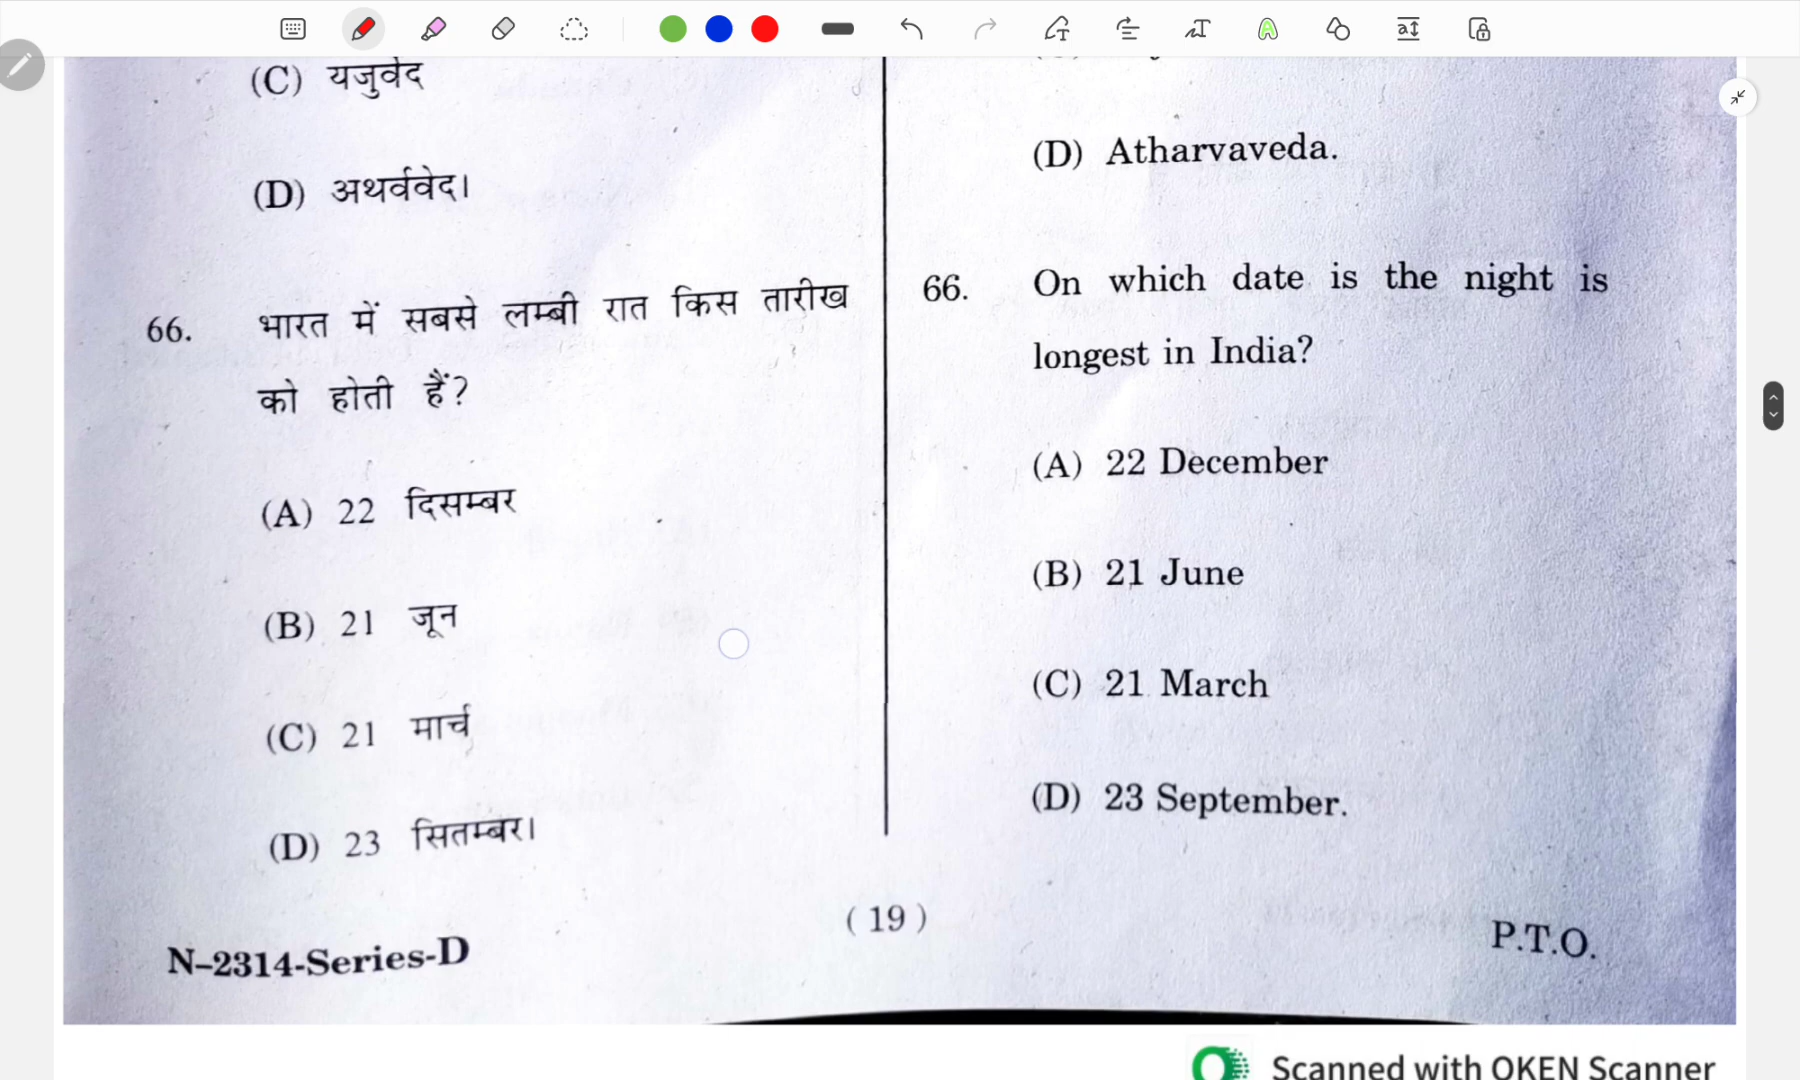 (C) यजुर्वेद
(D) अथर्ववेद।
66. भारत में सबसे लम्बी रात किस तारीख
को होती हैं?
(A) 22 दिसम्बर
(B) 21 जून
(C) 21 मार्च
(D) 23 सितम्बर।
(D) Atharvaveda.
66. On which date is the night is
longest in India?
(A) 22 December
(B) 21 June
(C) 21 March
(D) 23 September.
N-2314-Series-D
( 19 )
P.T.O.
Scanned with OKEN Scanner